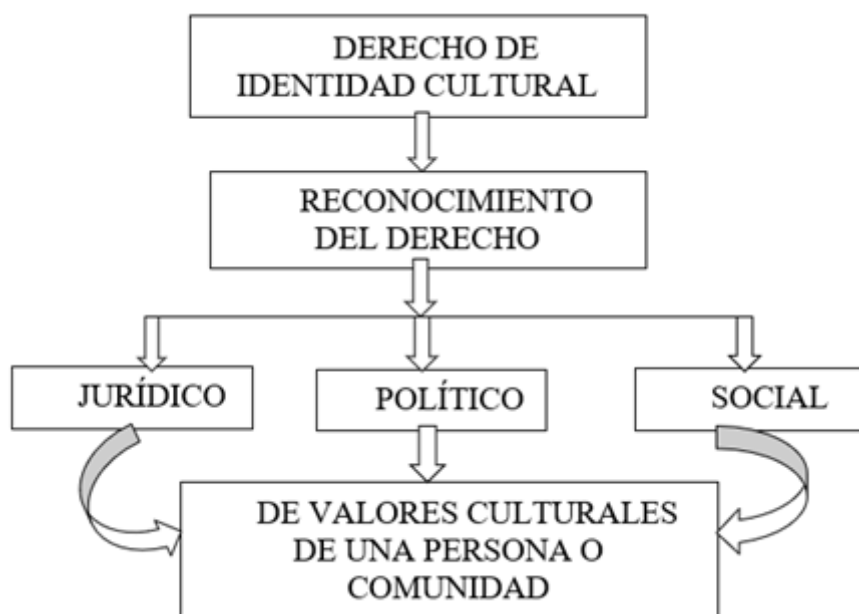 DERECHO DE
IDENTIDAD CULTURAL
RECONOCIMIENTO
DEL DERECHO
JURÍDICO
POLÍTICO
SOCIAL
DE VALORES CULTURALES
DE UNA PERSONA O
COMUNIDAD